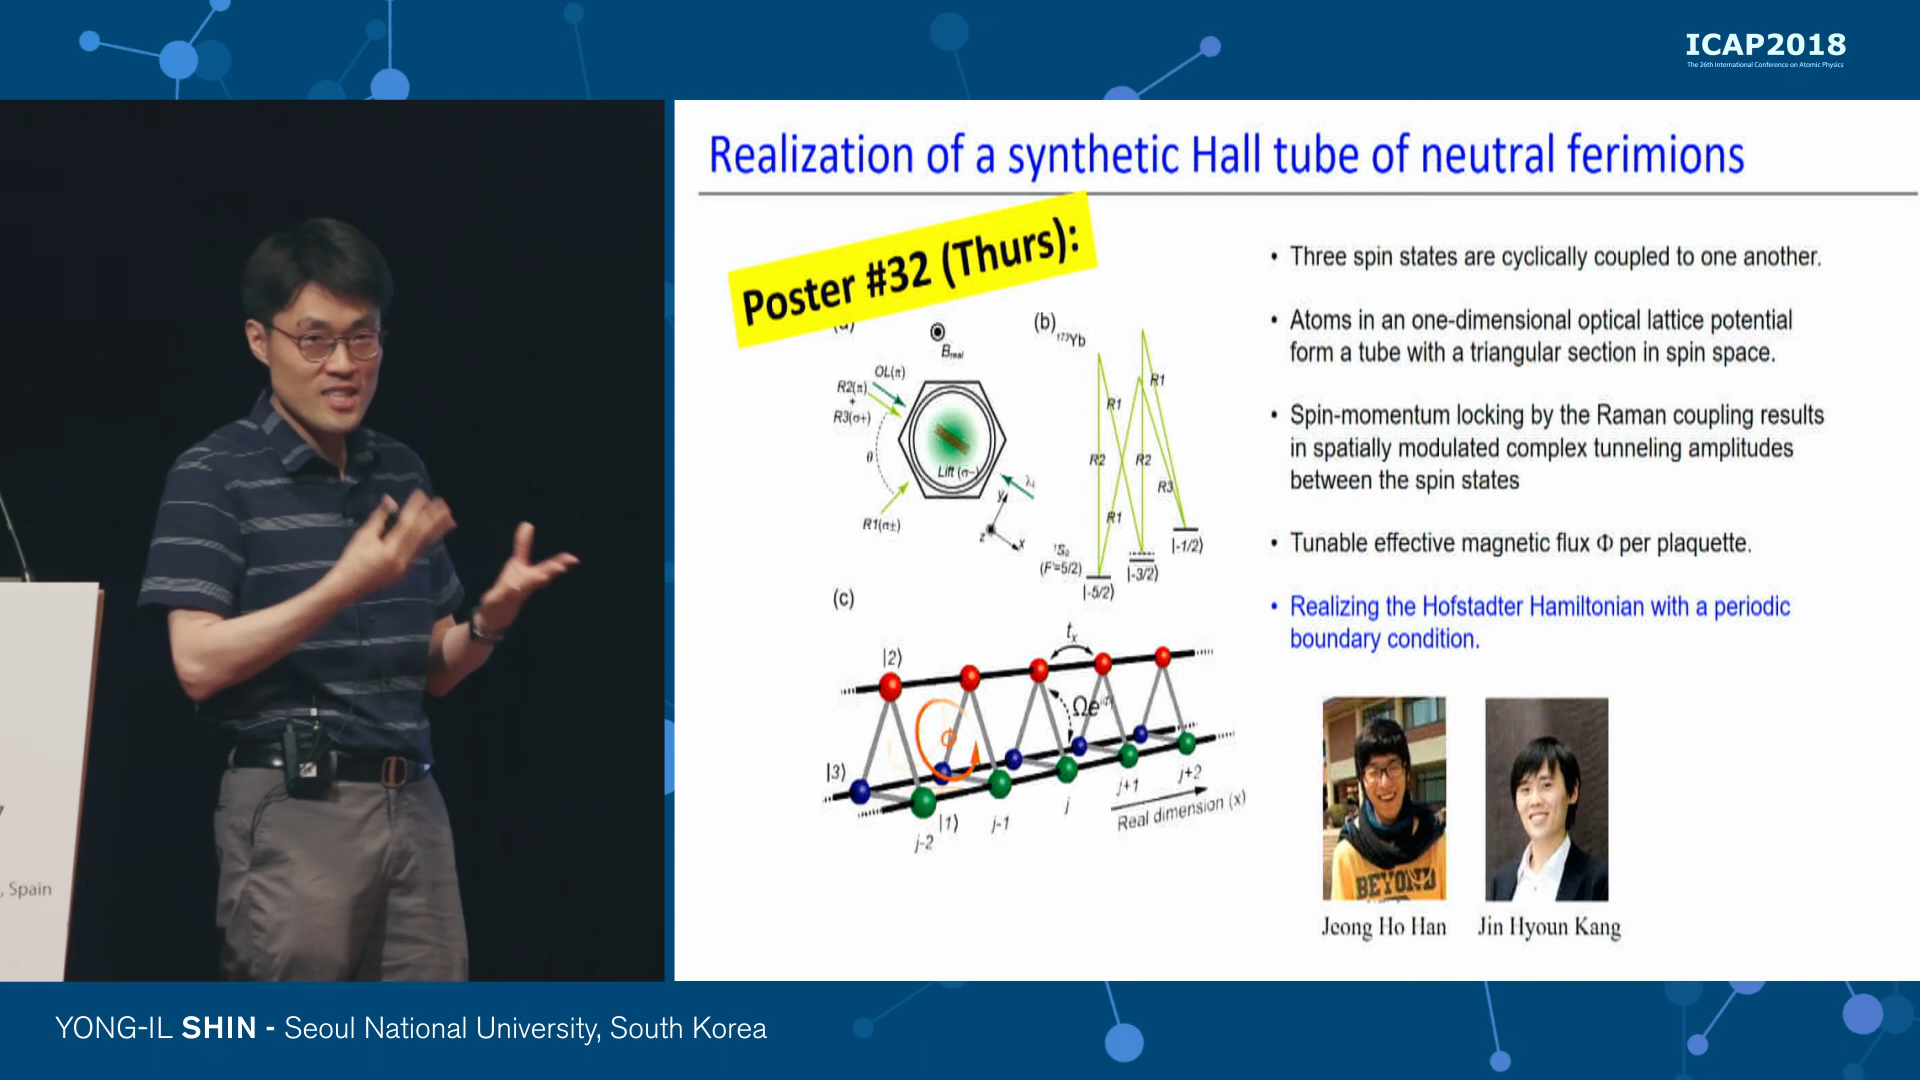 ICAP2018
The 26th International Conference on Atomic Physics
Realization of a synthetic Hall tube of neutral ferimions
Poster #32 (Thurs):
• Three spin states are cyclically coupled to one another.
• Atoms in an one-dimensional optical lattice potential
form a tube with a triangular section in spin space.
• Spin-momentum locking by the Raman coupling results
in spatially modulated complex tunneling amplitudes
between the spin states
• Tunable effective magnetic flux Φ per plaquette.
• Realizing the Hofstadter Hamiltonian with a periodic
boundary condition.
B_real
OL(π)
R2(π)
+
R3(σ+)
θ
Lift (σ−)
R1(σ±)
y
z
x
(b)
¹⁷³Yb
R1
R1
R2
R2
R3
R1
¹S₀
(F=5/2)
|-5/2⟩
|-3/2⟩
|-1/2⟩
(c)
|2⟩
tₓ
Φ
|3⟩
|1⟩
j-2
j-1
j
j+1
j+2
Real dimension (x)
BEYOND
Jeong Ho Han
Jin Hyoun Kang
, Spain
YONG-IL SHIN - Seoul National University, South Korea